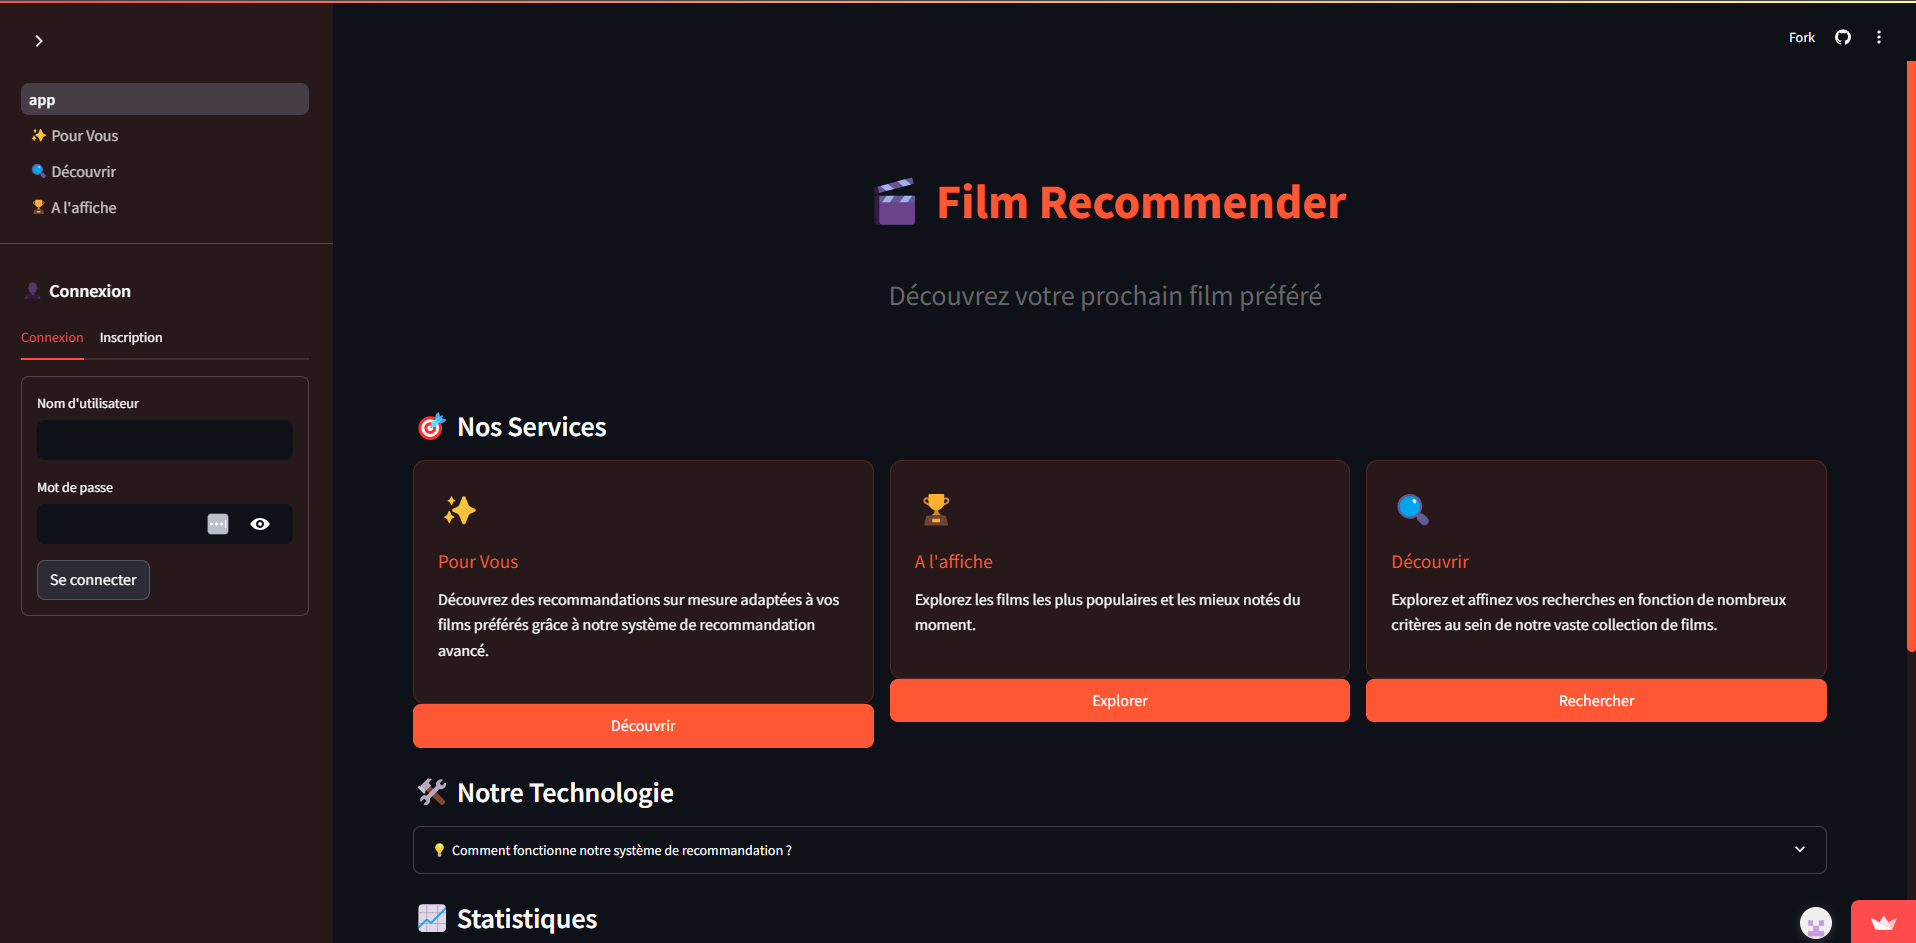 Fork
app
Pour Vous
Découvrir
A l'affiche
Connexion
Connexion
Inscription
Nom d'utilisateur
Mot de passe
Se connecter
Film Recommender
Découvrez votre prochain film préféré
Nos Services
Pour Vous
Découvrez des recommandations sur mesure adaptées à vos
films préférés grâce à notre système de recommandation
avancé.
Découvrir
A l'affiche
Explorez les films les plus populaires et les mieux notés du
moment.
Explorer
Découvrir
Explorez et affinez vos recherches en fonction de nombreux
critères au sein de notre vaste collection de films.
Rechercher
Notre Technologie
Comment fonctionne notre système de recommandation ?
Statistiques